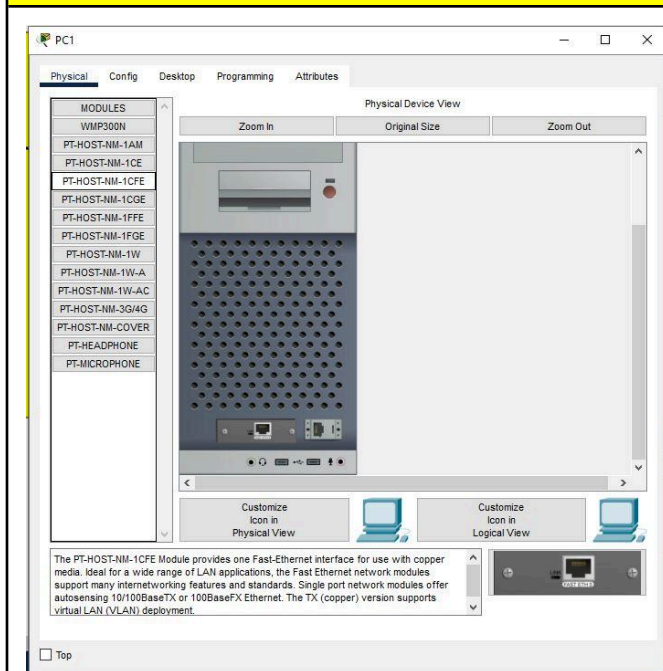 PC1
Physical Config Desktop Programming Attributes
MODULES
WMP300N
PT-HOST-NM-1AM
PT-HOST-NM-1CE
PT-HOST-NM-1CFE
PT-HOST-NM-1CGE
PT-HOST-NM-1FFE
PT-HOST-NM-1FGE
PT-HOST-NM-1W
PT-HOST-NM-1W-A
PT-HOST-NM-1W-AC
PT-HOST-NM-3G/4G
PT-HOST-NM-COVER
PT-HEADPHONE
PT-MICROPHONE
Physical Device View
Zoom In Original Size Zoom Out
Customize
Icon in
Physical View
Customize
Icon in
Logical View
The PT-HOST-NM-1CFE Module provides one Fast-Ethernet interface for use with copper
media. Ideal for a wide range of LAN applications, the Fast Ethernet network modules
support many internetworking features and standards. Single port network modules offer
autosensing 10/100BaseTX or 100BaseFX Ethernet. The TX (copper) version supports
virtual LAN (VLAN) deployment.
Top